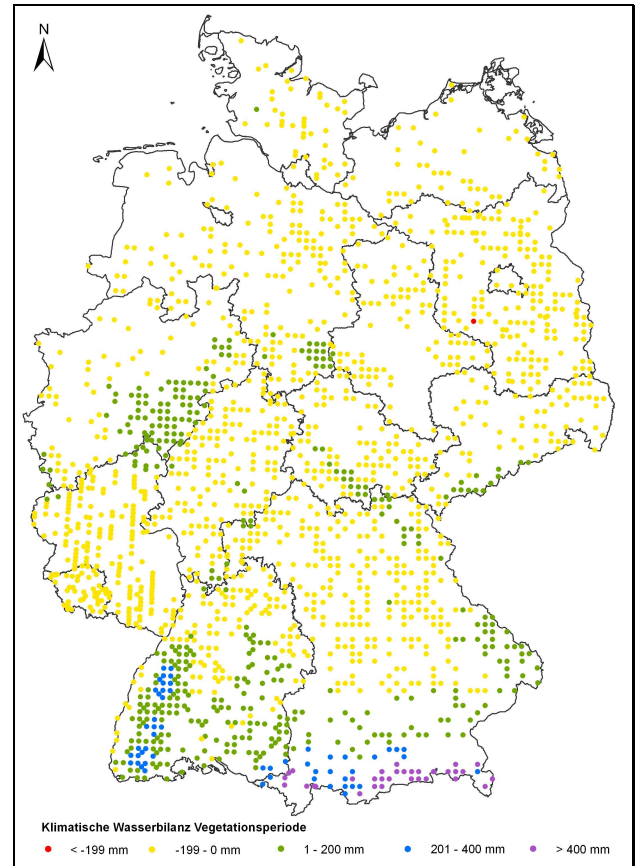 N
Klimatische Wasserbilanz Vegetationsperiode
< -199 mm -199 - 0 mm 1 - 200 mm 201 - 400 mm > 400 mm